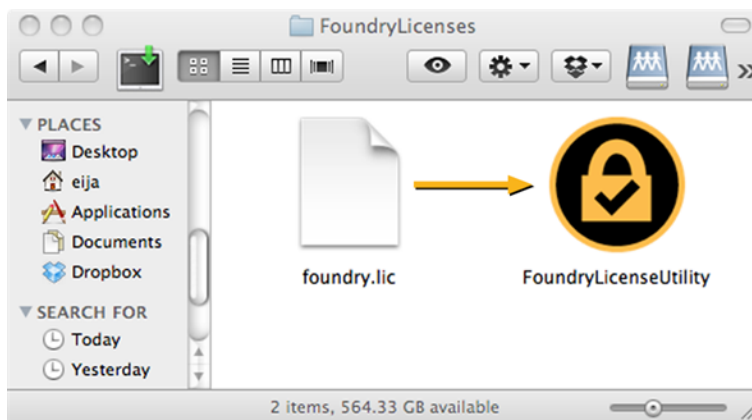 FoundryLicenses
PLACES
Desktop
eija
Applications
Documents
Dropbox
SEARCH FOR
Today
Yesterday
foundry.lic
FoundryLicenseUtility
2 items, 564.33 GB available